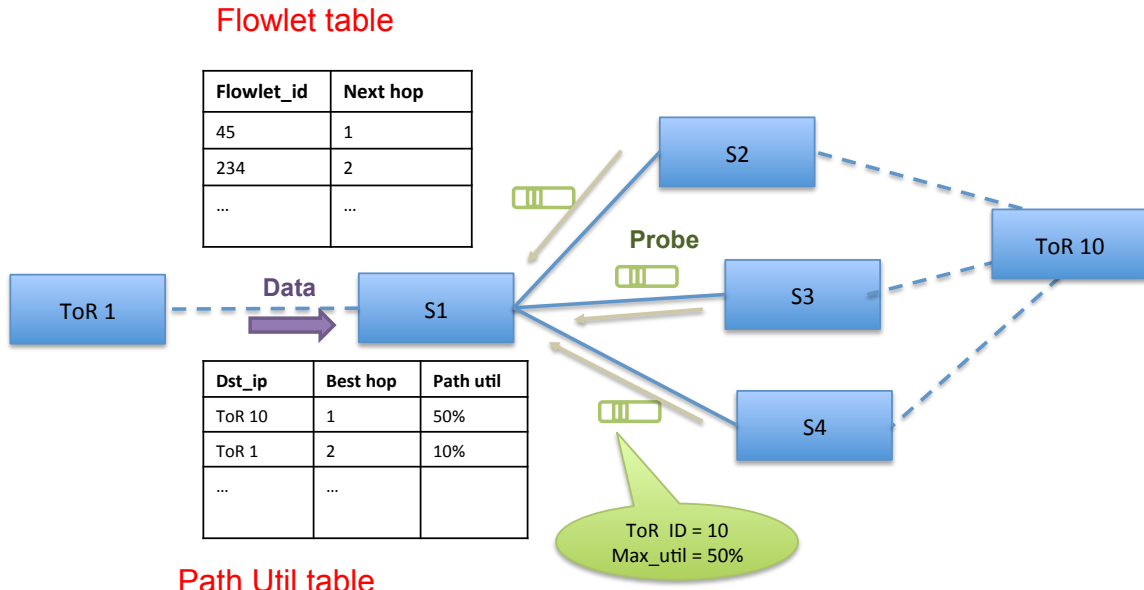 Flowlet table
Flowlet_id Next hop
45 1
234 2
... ...
S2
Probe
ToR 10
Data
ToR 1
S1
S3
Dst_ip Best hop Path util
ToR 10 1 50%
ToR 1 2 10%
... ...
S4
ToR ID = 10
Max_util = 50%
Path Util table